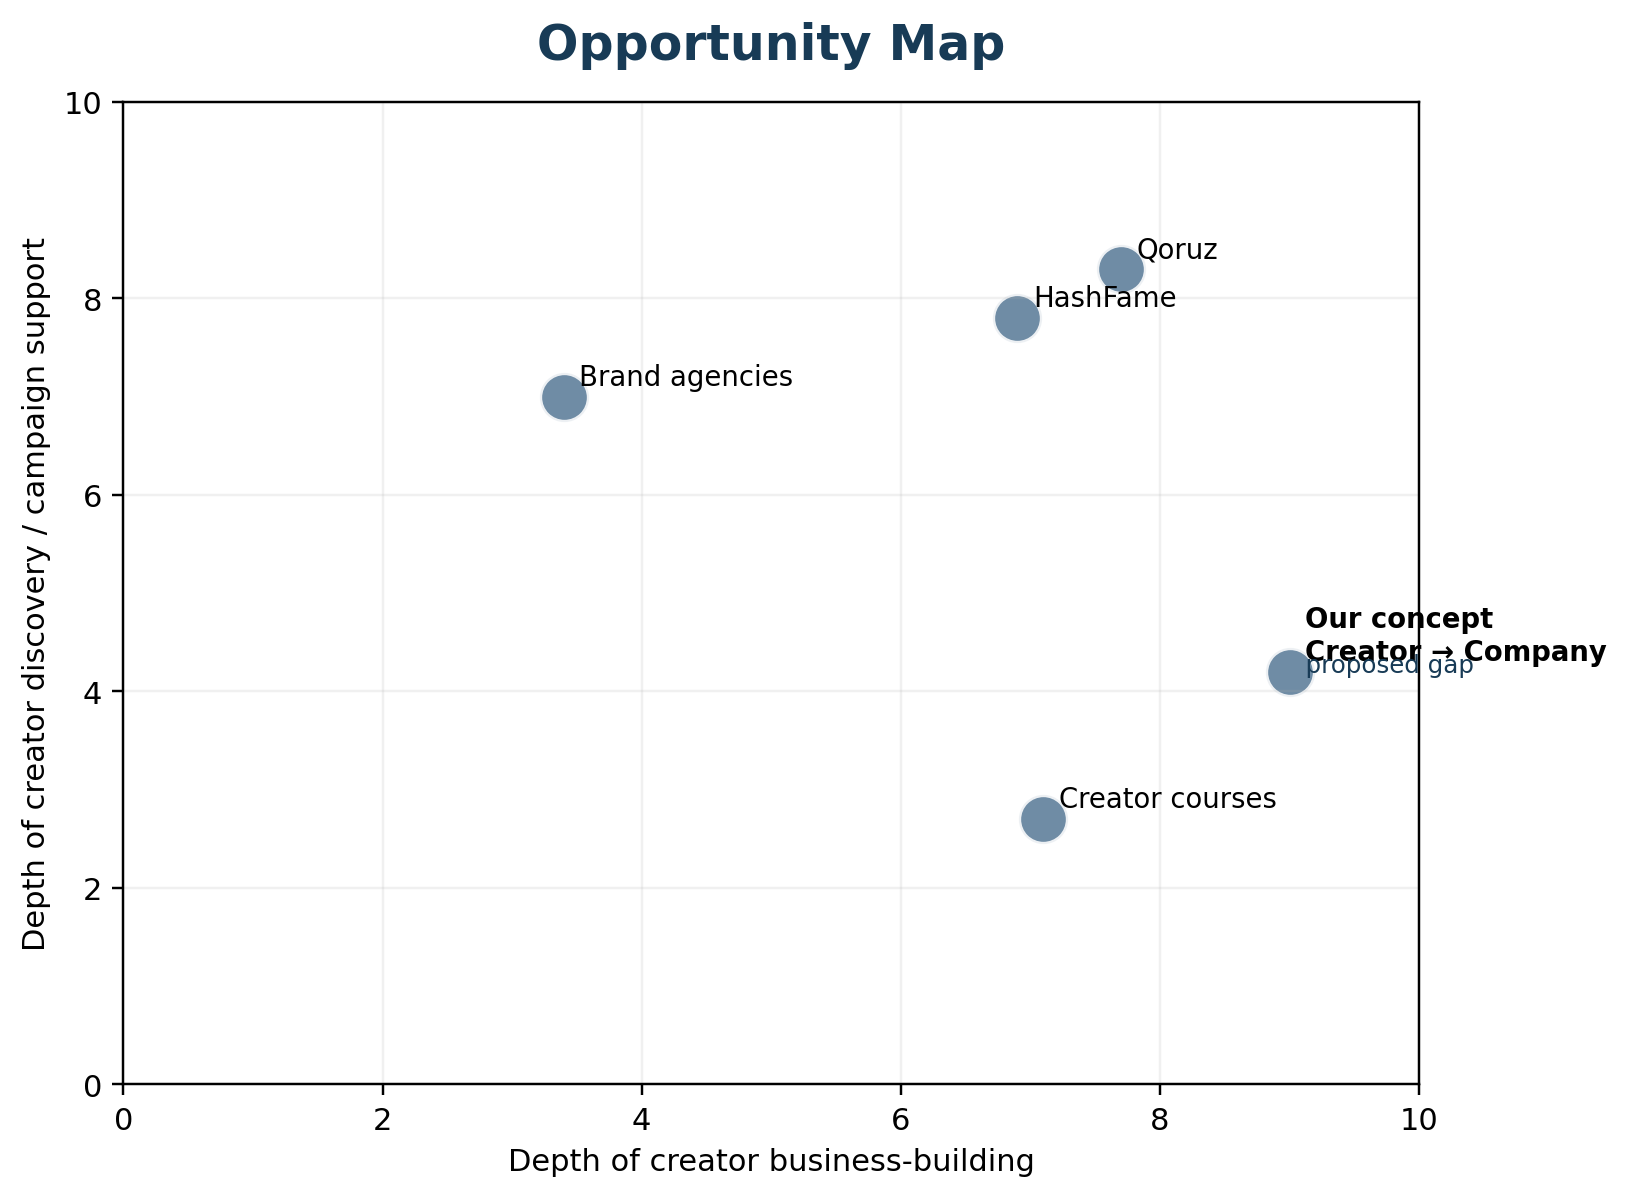 Opportunity Map
10
8
6
4
2
0
Depth of creator discovery / campaign support
Qoruz
HashFame
Brand agencies
Our concept
Creator → Company
proposed gap
Creator courses
0
2
4
6
8
10
Depth of creator business-building